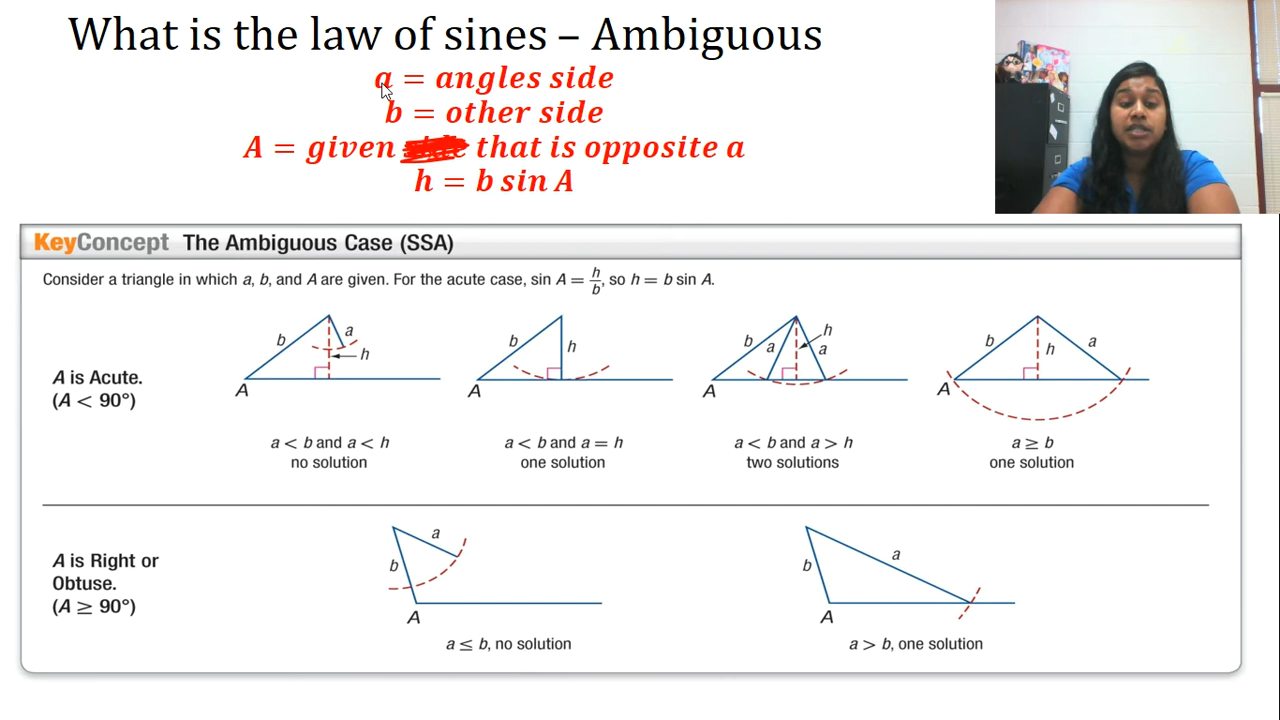 What is the law of sines – Ambiguous
a = angles side
b = other side
A = given that is opposite a
h = b sin A
KeyConcept The Ambiguous Case (SSA)
Consider a triangle in which a, b, and A are given. For the acute case, sin A = h/b, so h = b sin A.
b a h
b h
b a h a
b h a
A is Acute.
(A < 90°)
A
A
A
A
a < b and a < h
no solution
a < b and a = h
one solution
a < b and a > h
two solutions
a ≥ b
one solution
A is Right or
Obtuse.
(A ≥ 90°)
a
b
A
a ≤ b, no solution
a
b
A
a > b, one solution